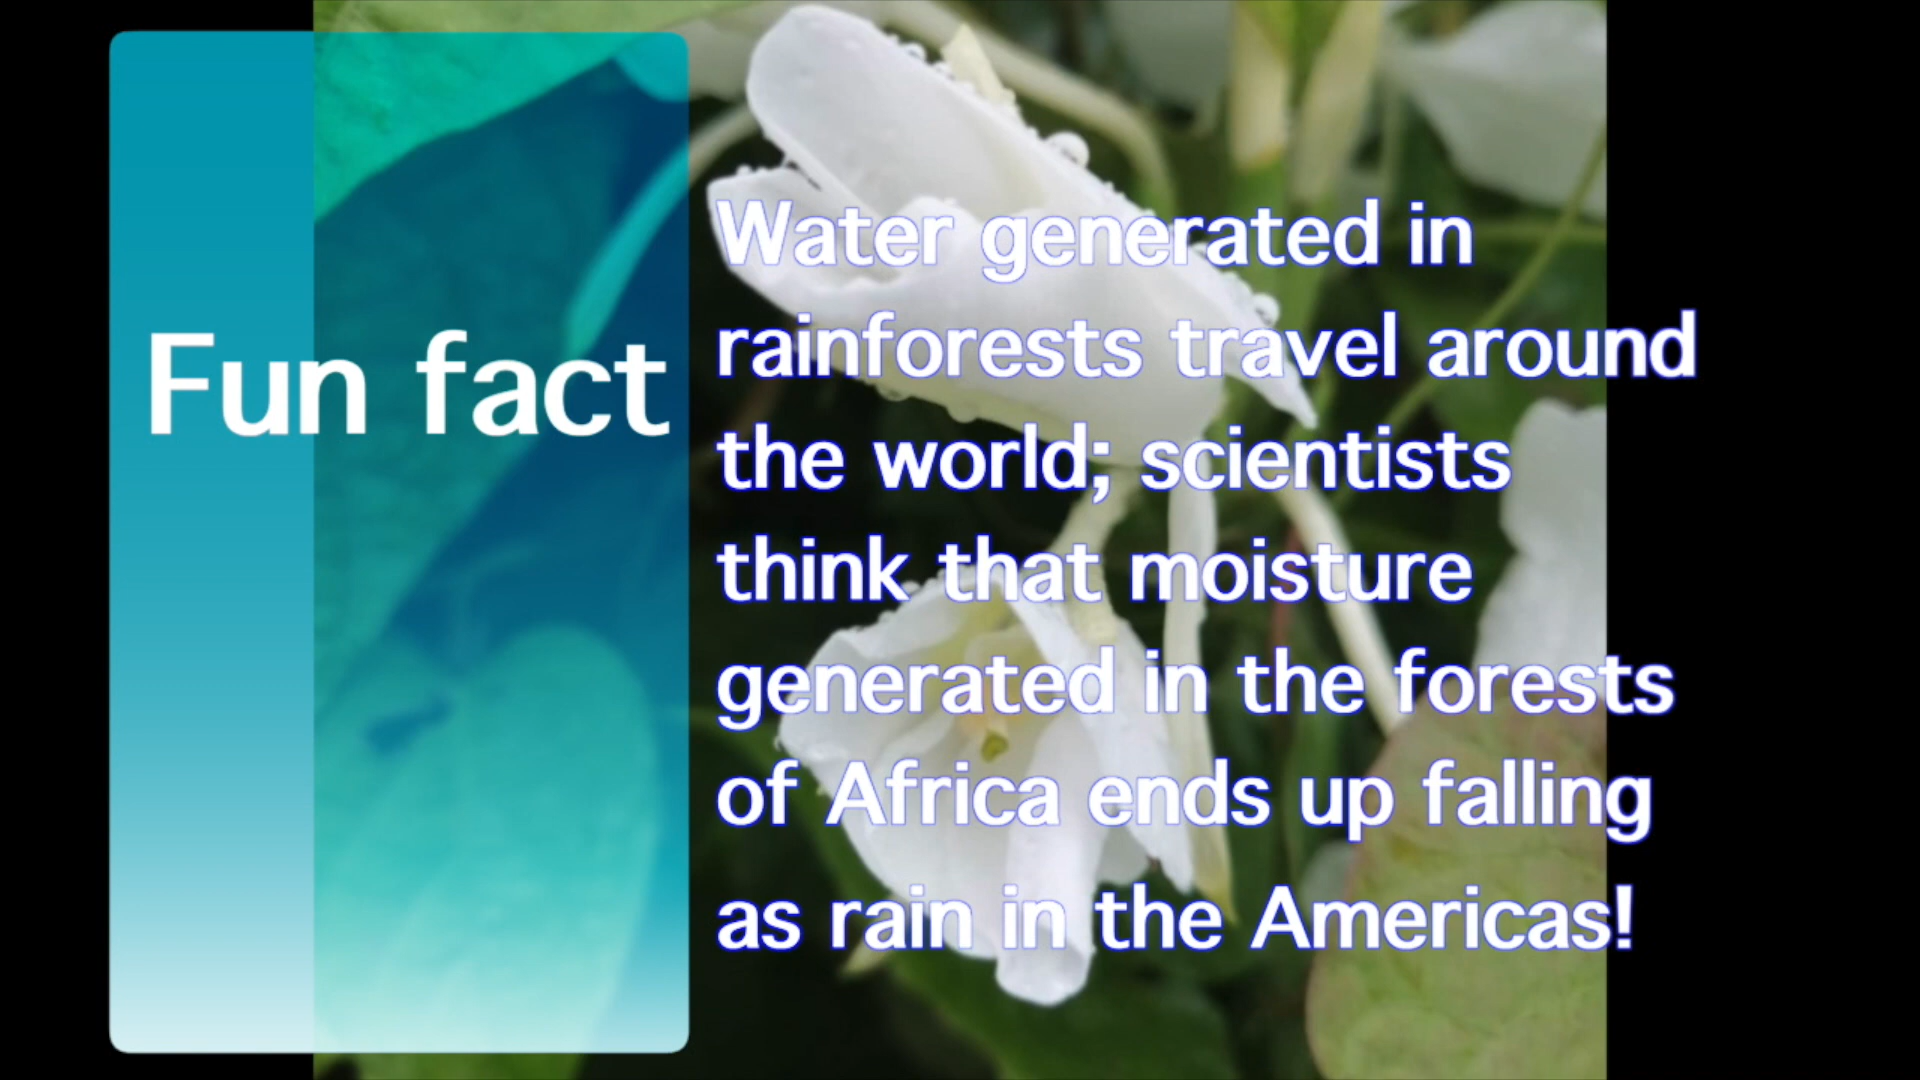 Fun fact
Water generated in
rainforests travel around
the world; scientists
think that moisture
generated in the forests
of Africa ends up falling
as rain in the Americas!